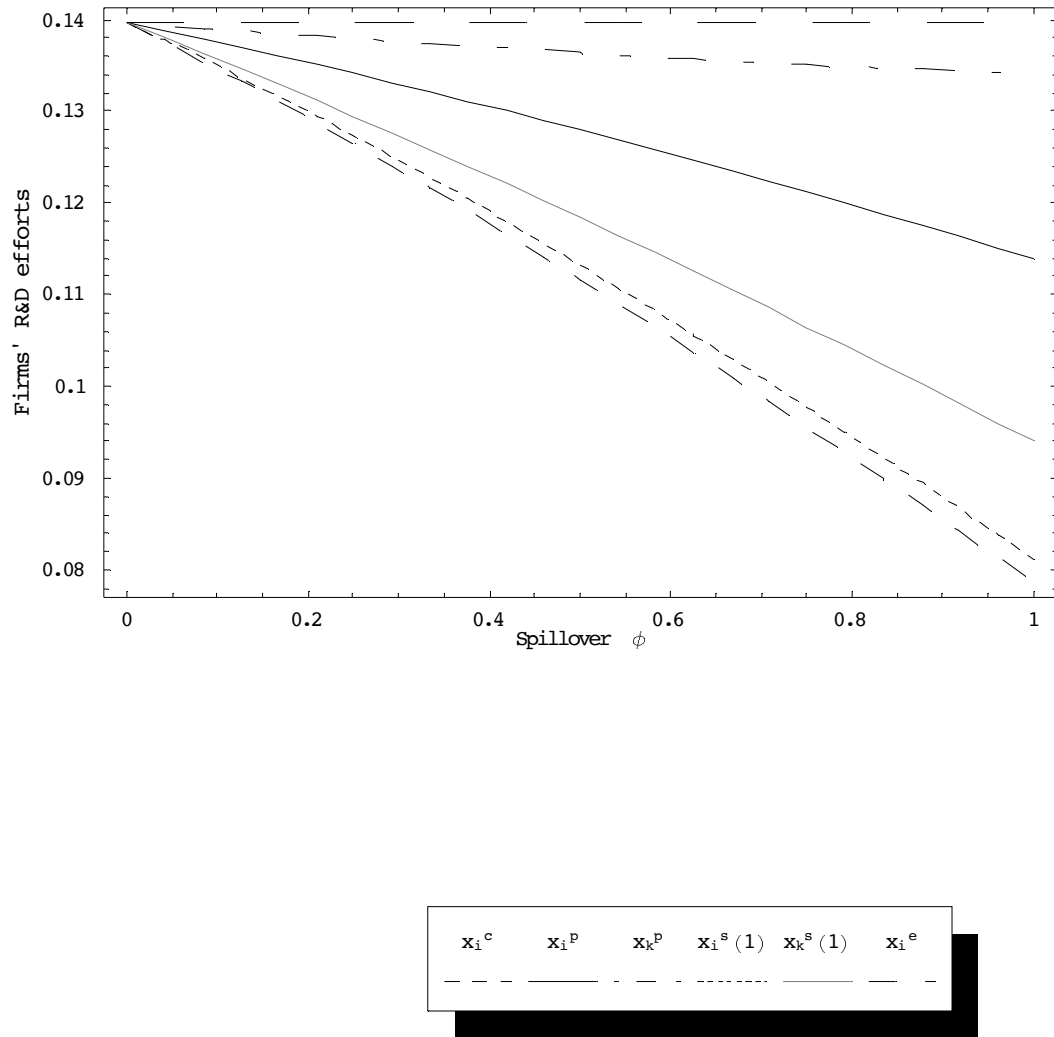 0.14
0.13
0.12
0.11
0.1
0.09
0.08
Firms' R&D efforts
0 0.2 0.4 0.6 0.8 1
Spillover ϕ
xᵢᶜ xᵢᵖ xₖᵖ xᵢˢ(1) xₖˢ(1) xᵢᵉ